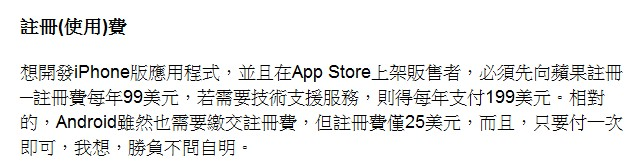 註冊(使用)費
想開發iPhone版應用程式，並且在App Store上架販售者，必須先向蘋果註冊
─註冊費每年99美元，若需要技術支援服務，則得每年支付199美元。相對
的，Android雖然也需要繳交註冊費，但註冊費僅25美元，而且，只要付一次
即可，我想，勝負不問自明。